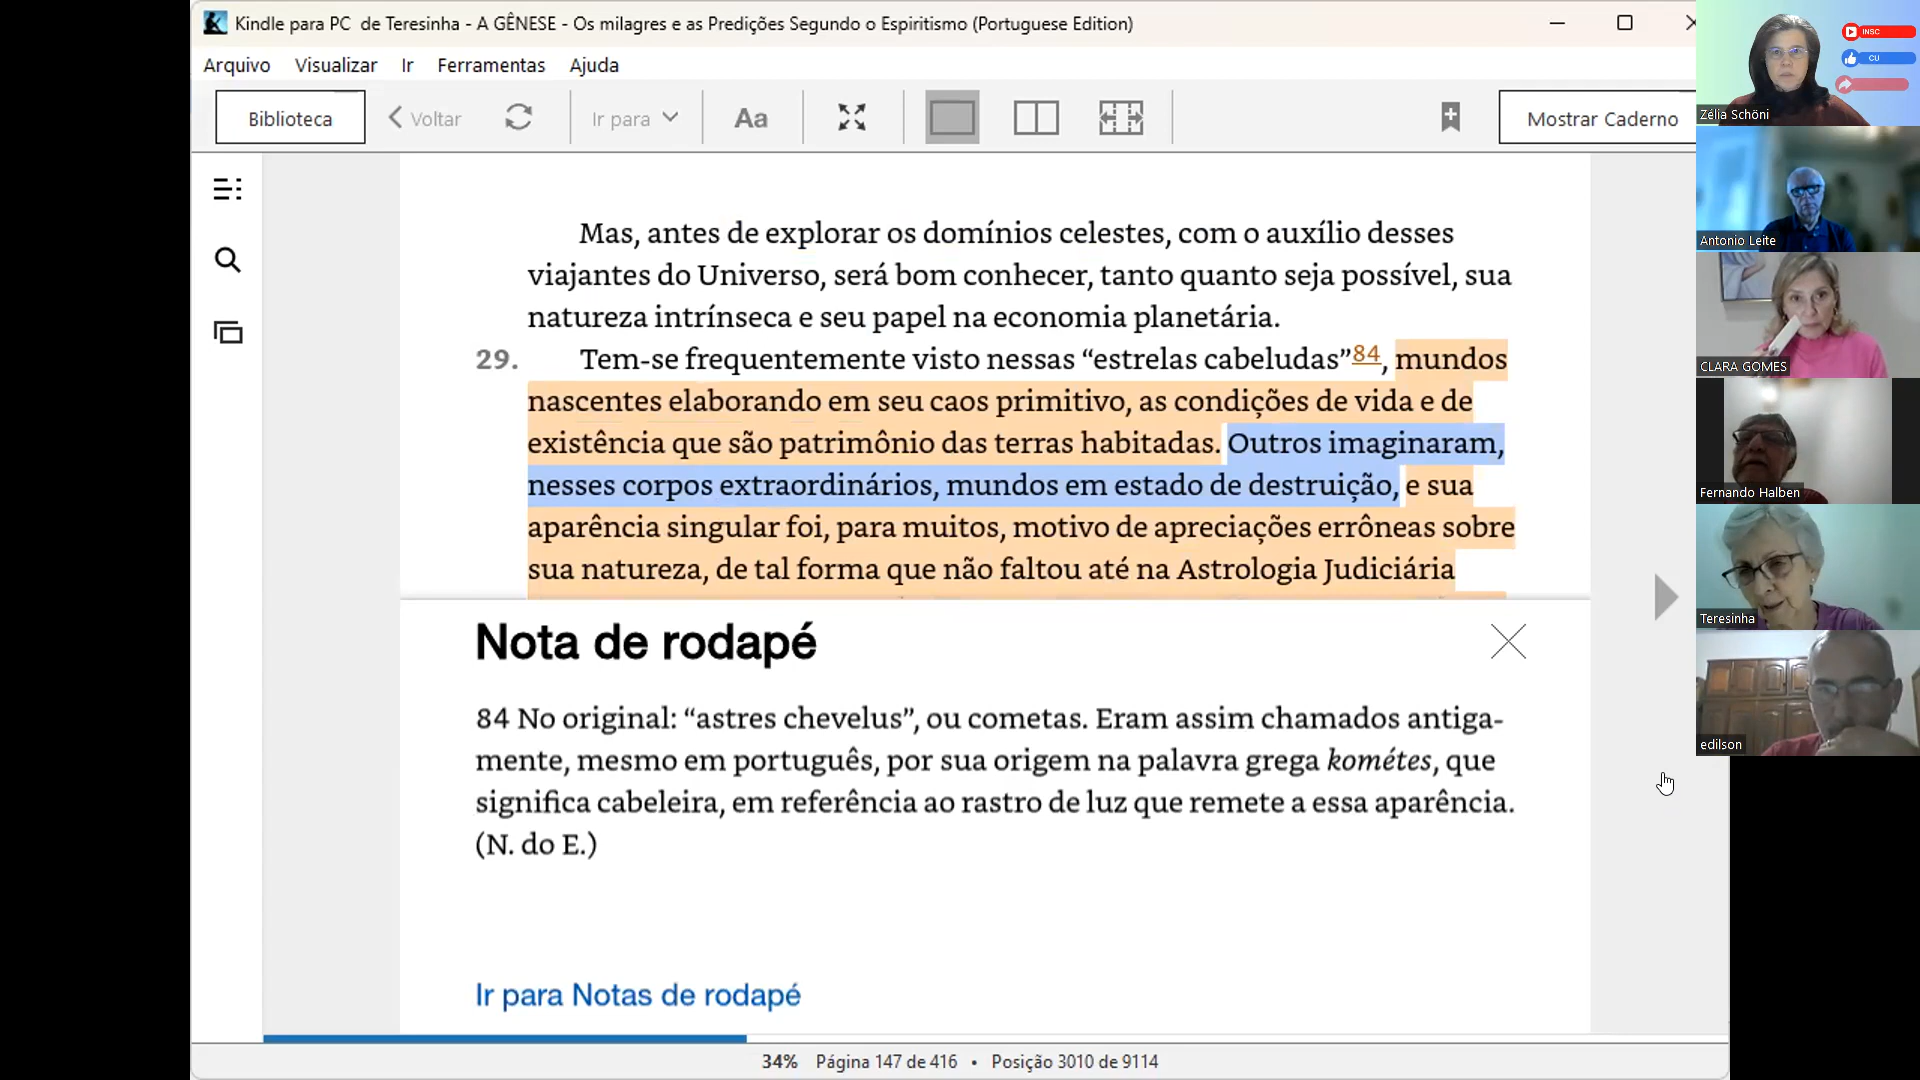 Kindle para PC de Teresinha - A GÊNESE - Os milagres e as Predições Segundo o Espiritismo (Portuguese Edition)
Arquivo Visualizar Ir Ferramentas Ajuda
Biblioteca Voltar Ir para Aa Mostrar Caderno
Mas, antes de explorar os domínios celestes, com o auxílio desses
viajantes do Universo, será bom conhecer, tanto quanto seja possível, sua
natureza intrínseca e seu papel na economia planetária.
29. Tem-se frequentemente visto nessas “estrelas cabeludas”84, mundos
nascentes elaborando em seu caos primitivo, as condições de vida e de
existência que são patrimônio das terras habitadas. Outros imaginaram,
nesses corpos extraordinários, mundos em estado de destruição, e sua
aparência singular foi, para muitos, motivo de apreciações errôneas sobre
sua natureza, de tal forma que não faltou até na Astrologia Judiciária
Nota de rodapé
84 No original: “astres chevelus”, ou cometas. Eram assim chamados antiga-
mente, mesmo em português, por sua origem na palavra grega kométes, que
significa cabeleira, em referência ao rastro de luz que remete a essa aparência.
(N. do E.)
Ir para Notas de rodapé
34% Página 147 de 416 • Posição 3010 de 9114
INSC
CU
Zélia Schöni
Antonio Leite
CLARA GOMES
Fernando Halben
Teresinha
edilson